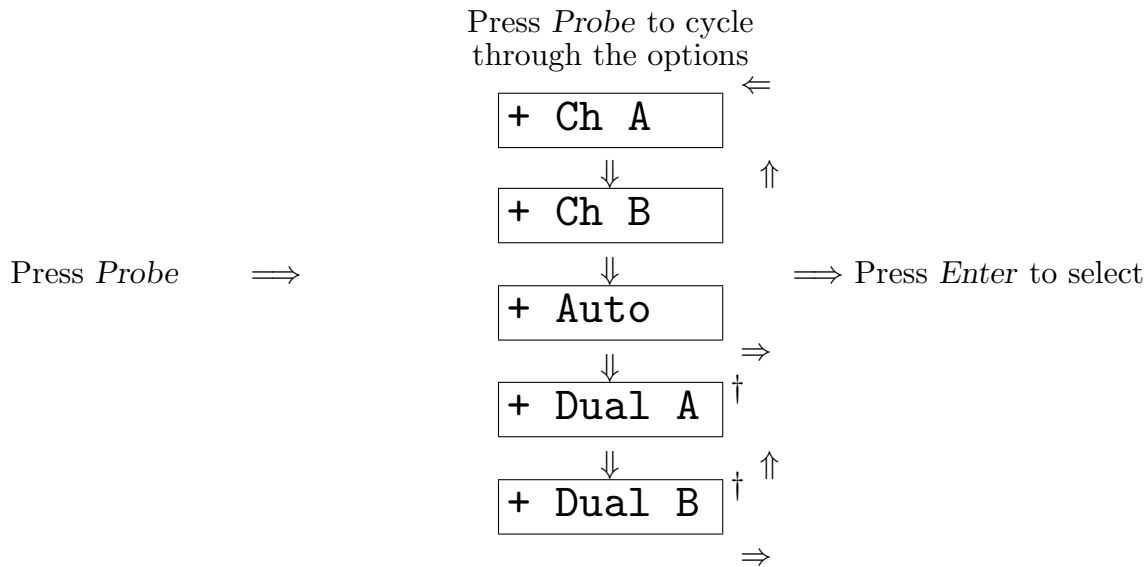 Press Probe to cycle
through the options
⇐
+ Ch A
⇓ ⇑
+ Ch B
Press Probe ⟹ ⇓ ⟹ Press Enter to select
+ Auto
⇒
⇓
+ Dual A †
⇓ ⇑
+ Dual B †
⇒